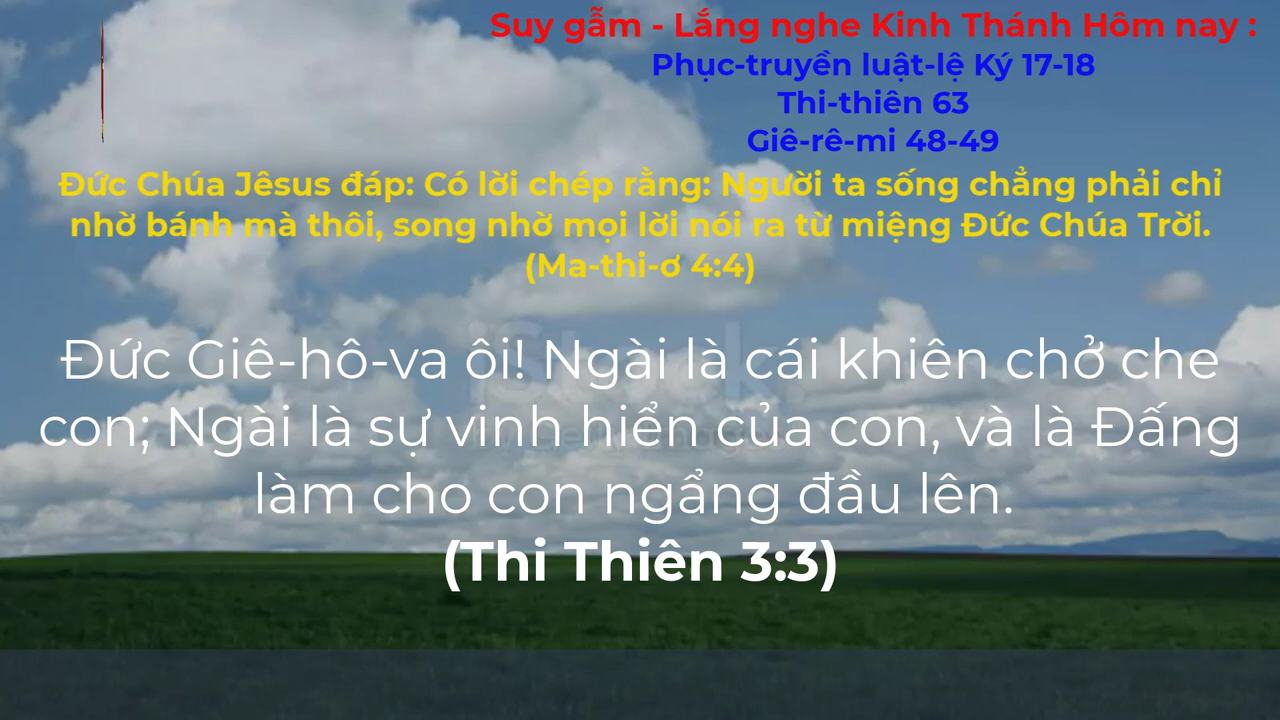 Suy gẫm - Lắng nghe Kinh Thánh Hôm nay :
Phục-truyền luật-lệ Ký 17-18
Thi-thiên 63
Giê-rê-mi 48-49
Đức Chúa Jêsus đáp: Có lời chép rằng: Người ta sống chẳng phải chỉ
nhờ bánh mà thôi, song nhờ mọi lời nói ra từ miệng Đức Chúa Trời.
(Ma-thi-ơ 4:4)
Đức Giê-hô-va ôi! Ngài là cái khiên chở che
con; Ngài là sự vinh hiển của con, và là Đấng
làm cho con ngẩng đầu lên.
(Thi Thiên 3:3)